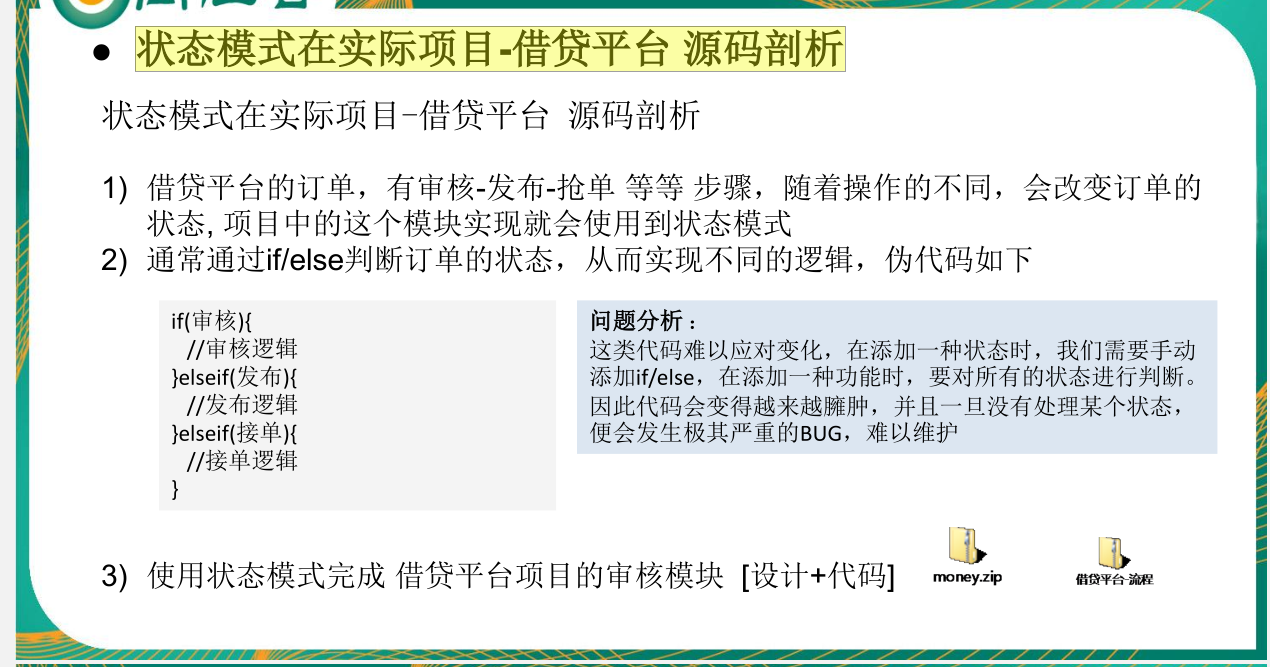 ● 状态模式在实际项目-借贷平台 源码剖析
状态模式在实际项目-借贷平台 源码剖析
1) 借贷平台的订单，有审核-发布-抢单 等等 步骤，随着操作的不同，会改变订单的
状态, 项目中的这个模块实现就会使用到状态模式
2) 通常通过if/else判断订单的状态，从而实现不同的逻辑，伪代码如下
if(审核){
//审核逻辑
}elseif(发布){
//发布逻辑
}elseif(接单){
//接单逻辑
}
问题分析：
这类代码难以应对变化，在添加一种状态时，我们需要手动
添加if/else，在添加一种功能时，要对所有的状态进行判断。
因此代码会变得越来越臃肿，并且一旦没有处理某个状态，
便会发生极其严重的BUG，难以维护
3) 使用状态模式完成 借贷平台项目的审核模块 [设计+代码]
money.zip
借贷平台-流程